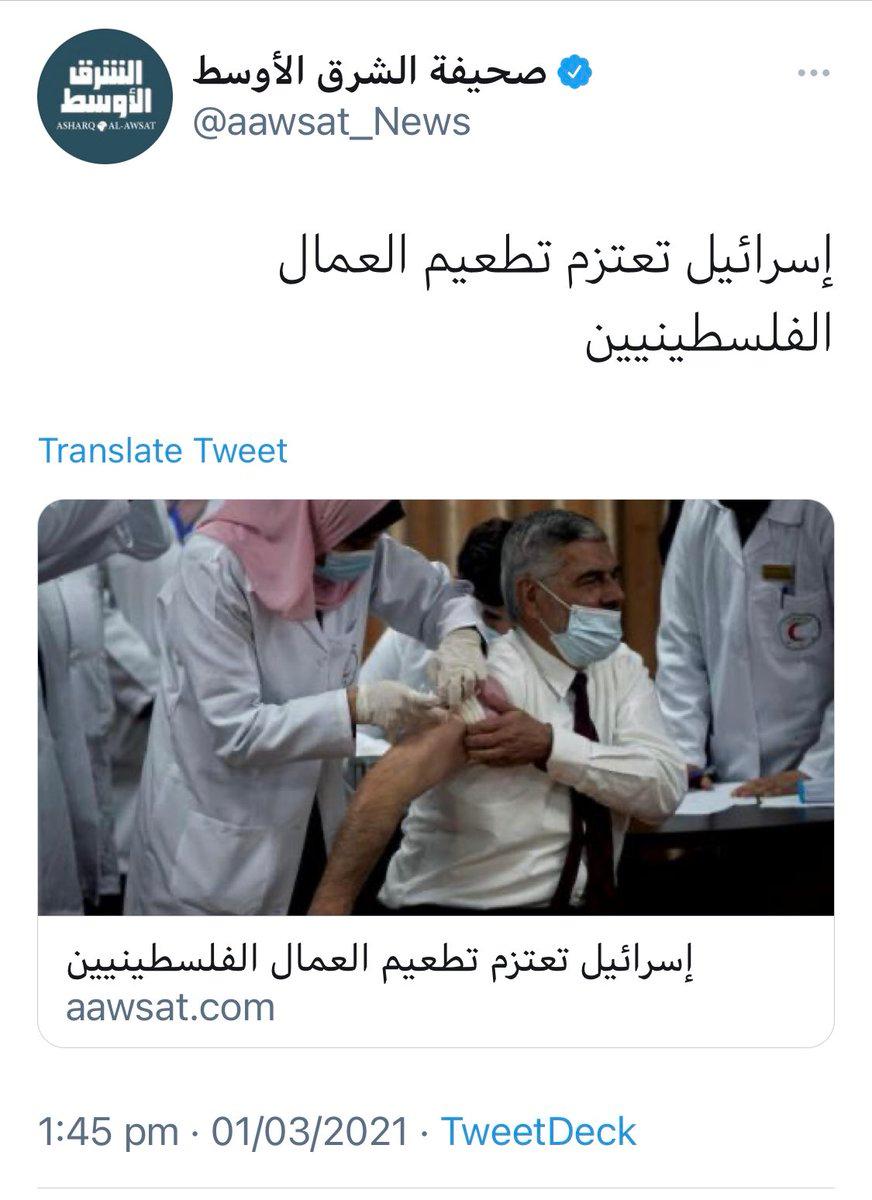 الشرق
الأوسط
ASHARQ AL-AWSAT
صحيفة الشرق الأوسط
@aawsat_News
إسرائيل تعتزم تطعيم العمال
الفلسطينيين
Translate Tweet
إسرائيل تعتزم تطعيم العمال الفلسطينيين
aawsat.com
1:45 pm · 01/03/2021 · TweetDeck